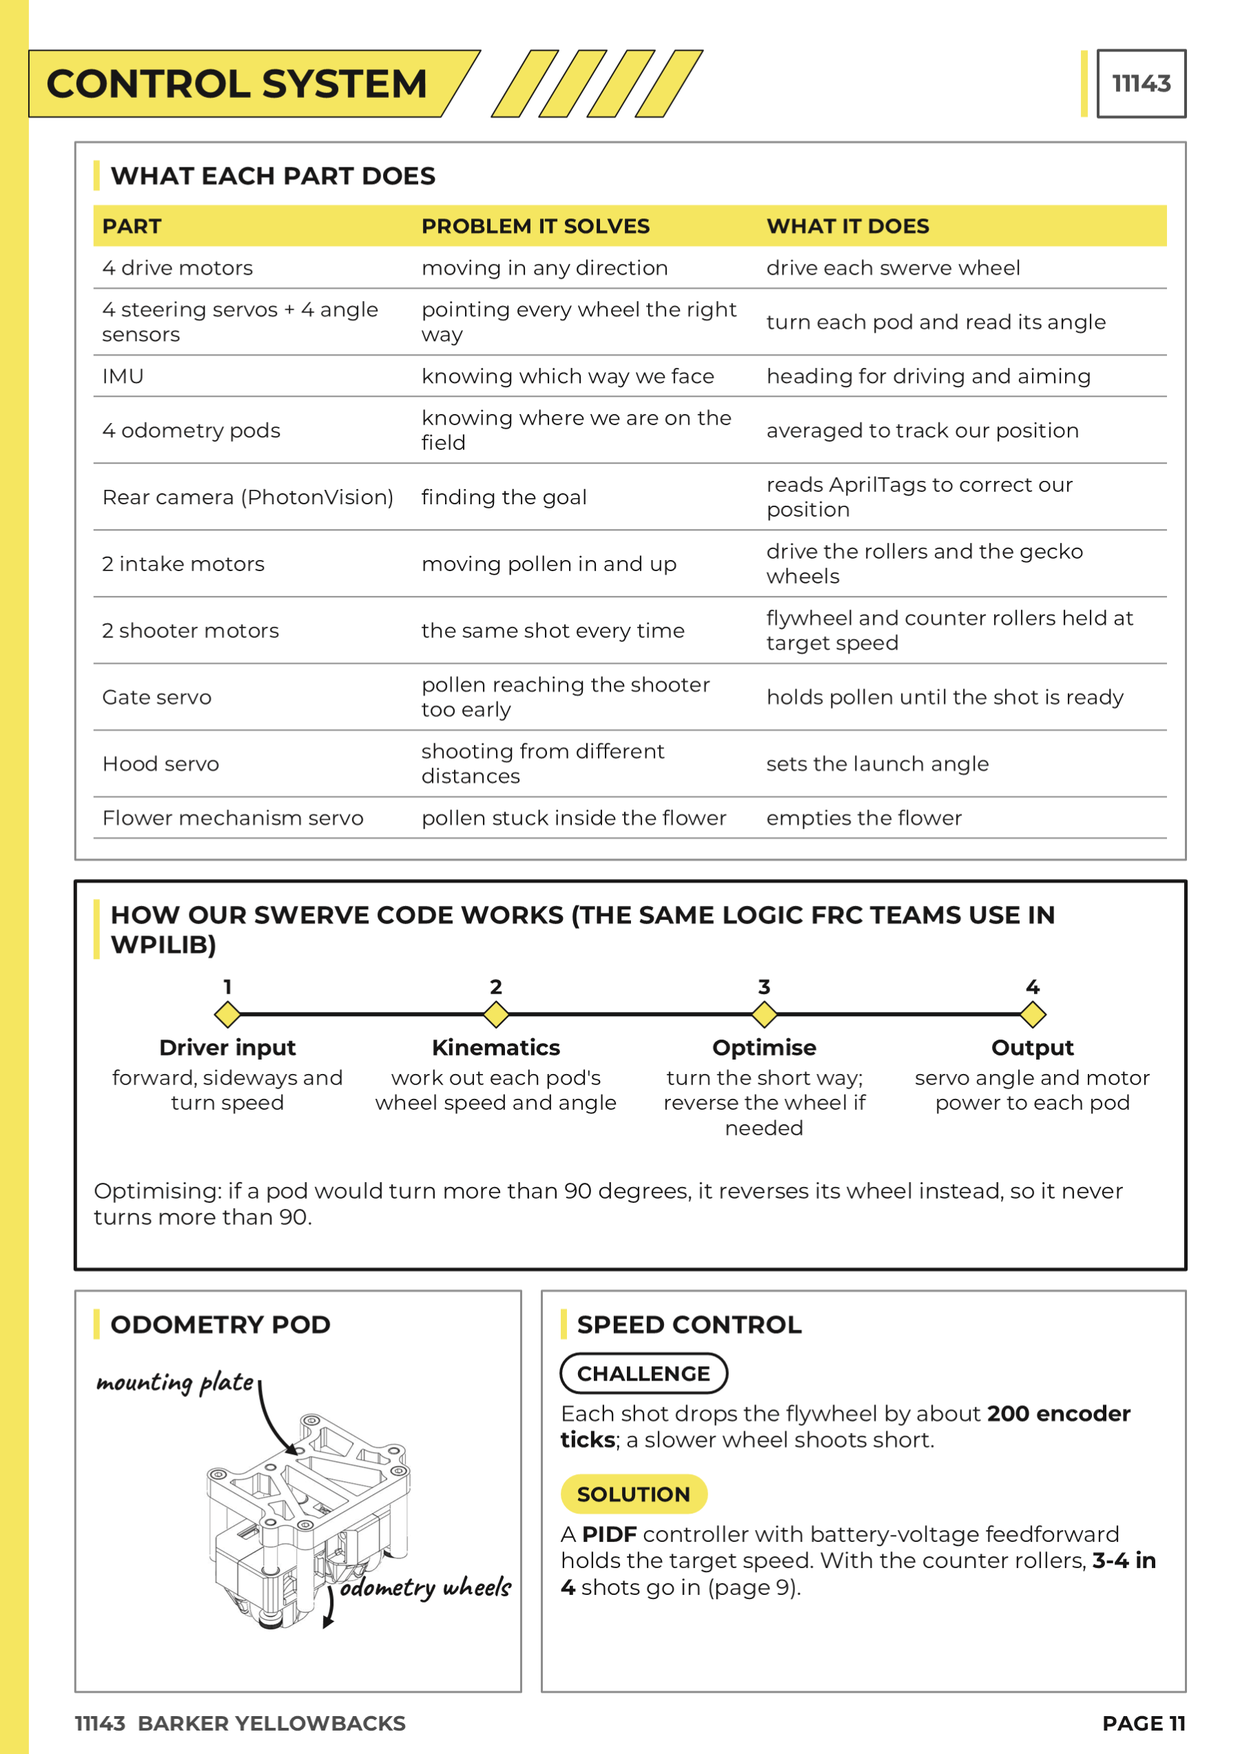 CONTROL SYSTEM
11143
WHAT EACH PART DOES
PART PROBLEM IT SOLVES WHAT IT DOES
4 drive motors moving in any direction drive each swerve wheel
4 steering servos + 4 angle sensors pointing every wheel the right way turn each pod and read its angle
IMU knowing which way we face heading for driving and aiming
4 odometry pods knowing where we are on the field averaged to track our position
Rear camera (PhotonVision) finding the goal reads AprilTags to correct our position
2 intake motors moving pollen in and up drive the rollers and the gecko wheels
2 shooter motors the same shot every time flywheel and counter rollers held at target speed
Gate servo pollen reaching the shooter too early holds pollen until the shot is ready
Hood servo shooting from different distances sets the launch angle
Flower mechanism servo pollen stuck inside the flower empties the flower
HOW OUR SWERVE CODE WORKS (THE SAME LOGIC FRC TEAMS USE IN
WPILIB)
1
Driver input
forward, sideways and
turn speed
2
Kinematics
work out each pod's
wheel speed and angle
3
Optimise
turn the short way;
reverse the wheel if
needed
4
Output
servo angle and motor
power to each pod
Optimising: if a pod would turn more than 90 degrees, it reverses its wheel instead, so it never
turns more than 90.
ODOMETRY POD
mounting plate
odometry wheels
SPEED CONTROL
CHALLENGE
Each shot drops the flywheel by about 200 encoder
ticks; a slower wheel shoots short.
SOLUTION
A PIDF controller with battery-voltage feedforward
holds the target speed. With the counter rollers, 3-4 in
4 shots go in (page 9).
11143 BARKER YELLOWBACKS
PAGE 11